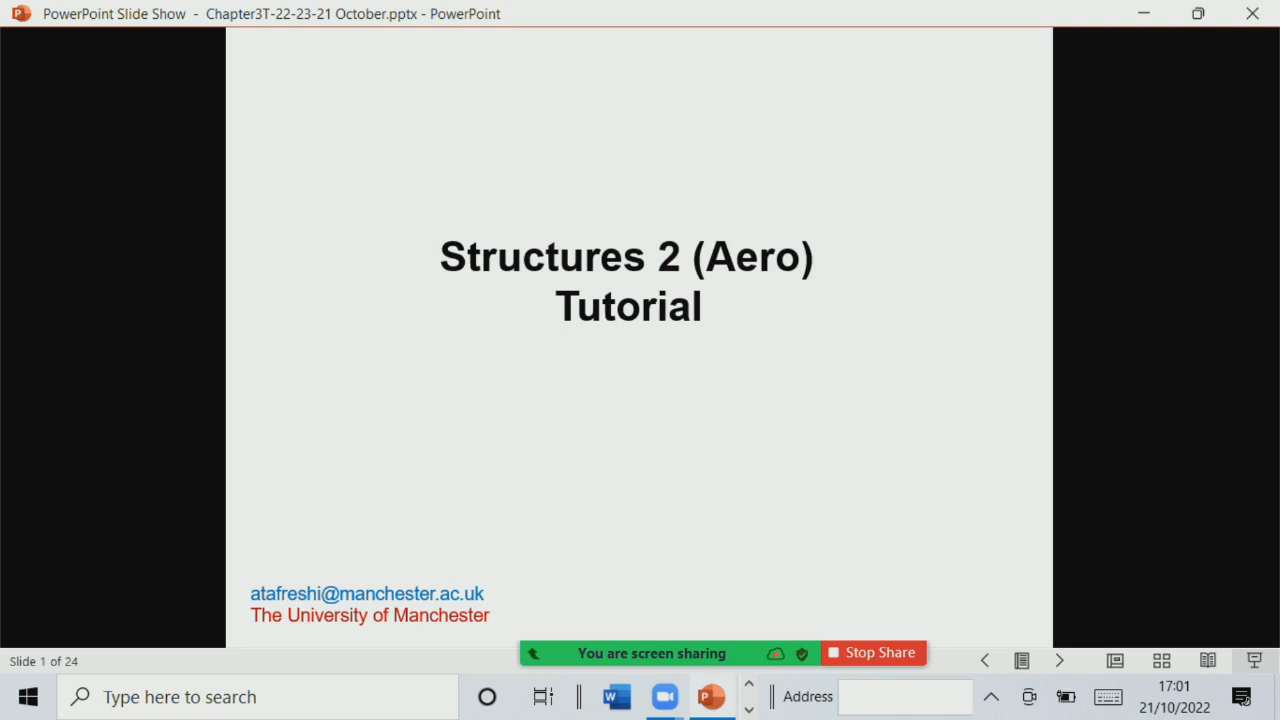 PowerPoint Slide Show - Chapter3T-22-23-21 October.pptx - PowerPoint
Structures 2 (Aero)
Tutorial
atafreshi@manchester.ac.uk
The University of Manchester
You are screen sharing
Stop Share
Slide 1 of 24
Type here to search
Address
17:01
21/10/2022